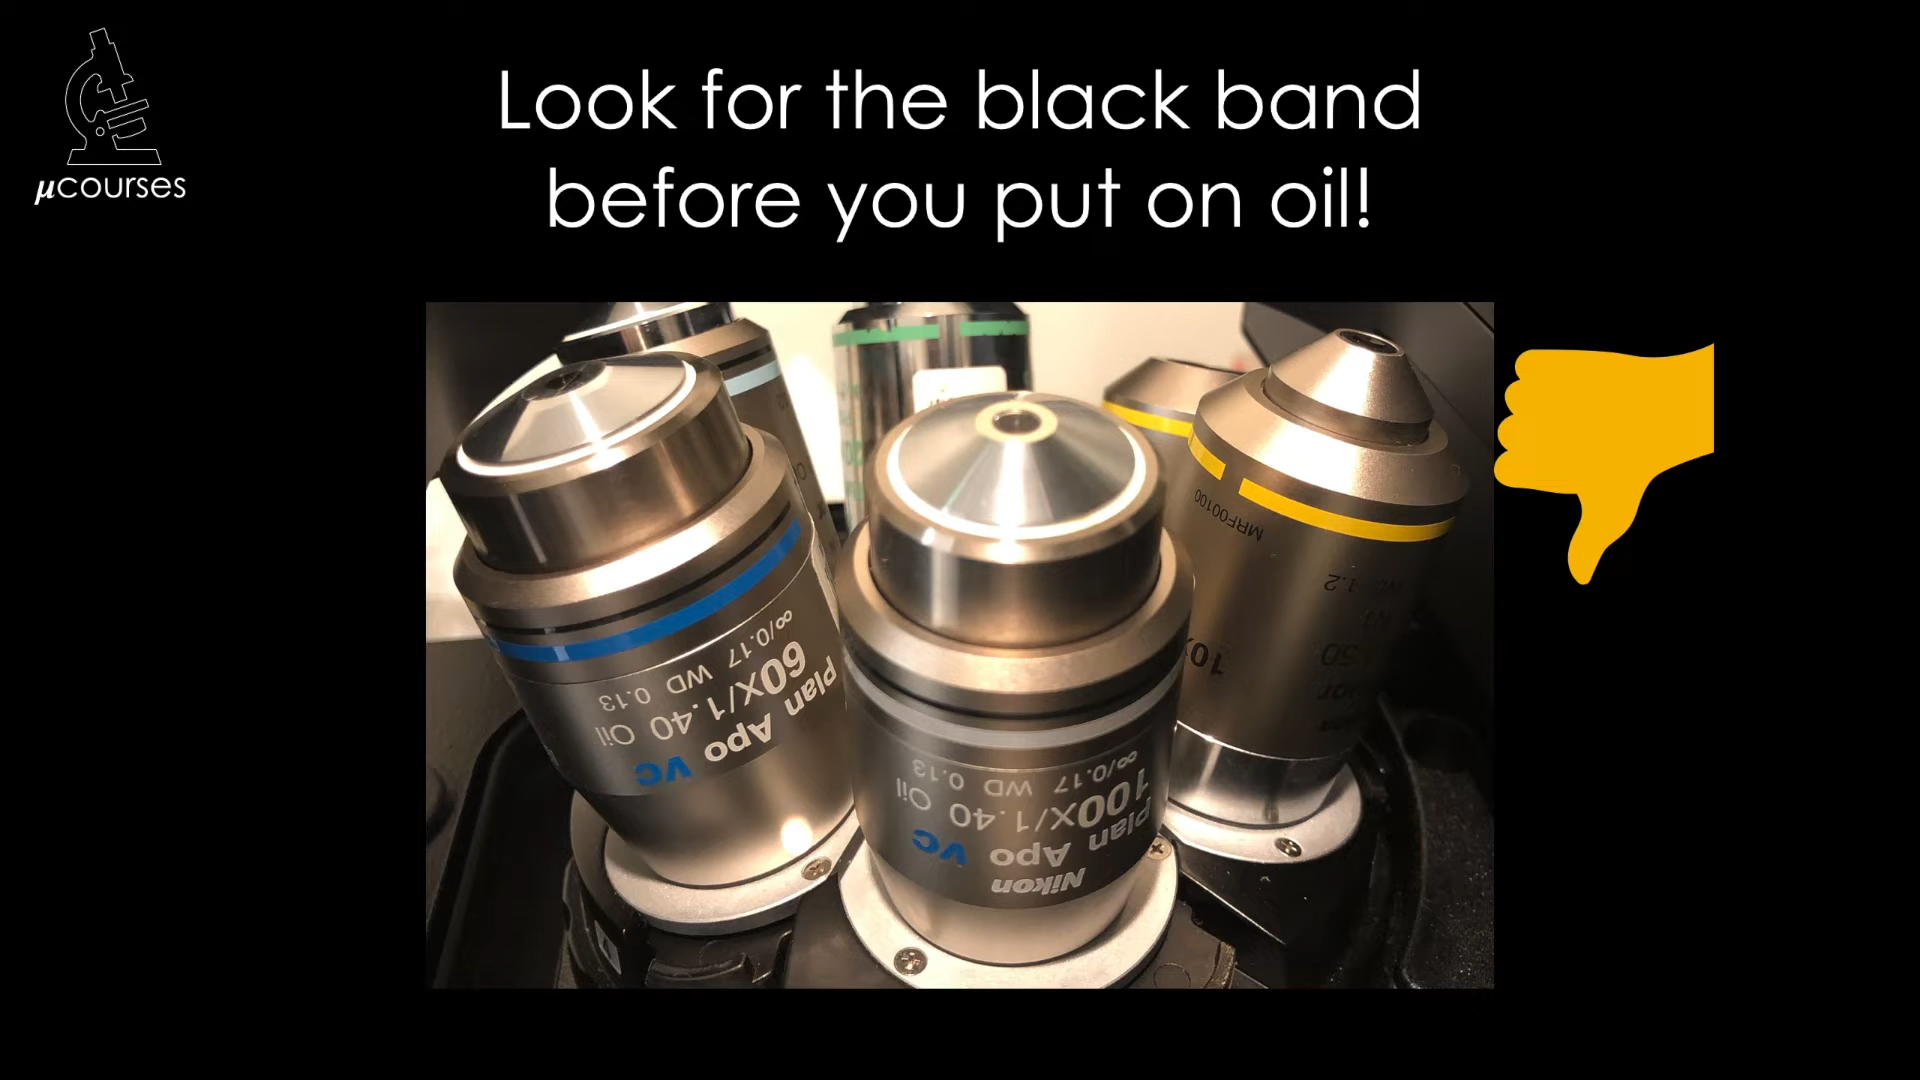 μcourses
Look for the black band
before you put on oil!
Plan Apo VC
60x/1.40 Oil
∞/0.17 WD 0.13
Nikon
Plan Apo VC
100x/1.40 Oil
∞/0.17 WD 0.13
MRF00100
10x